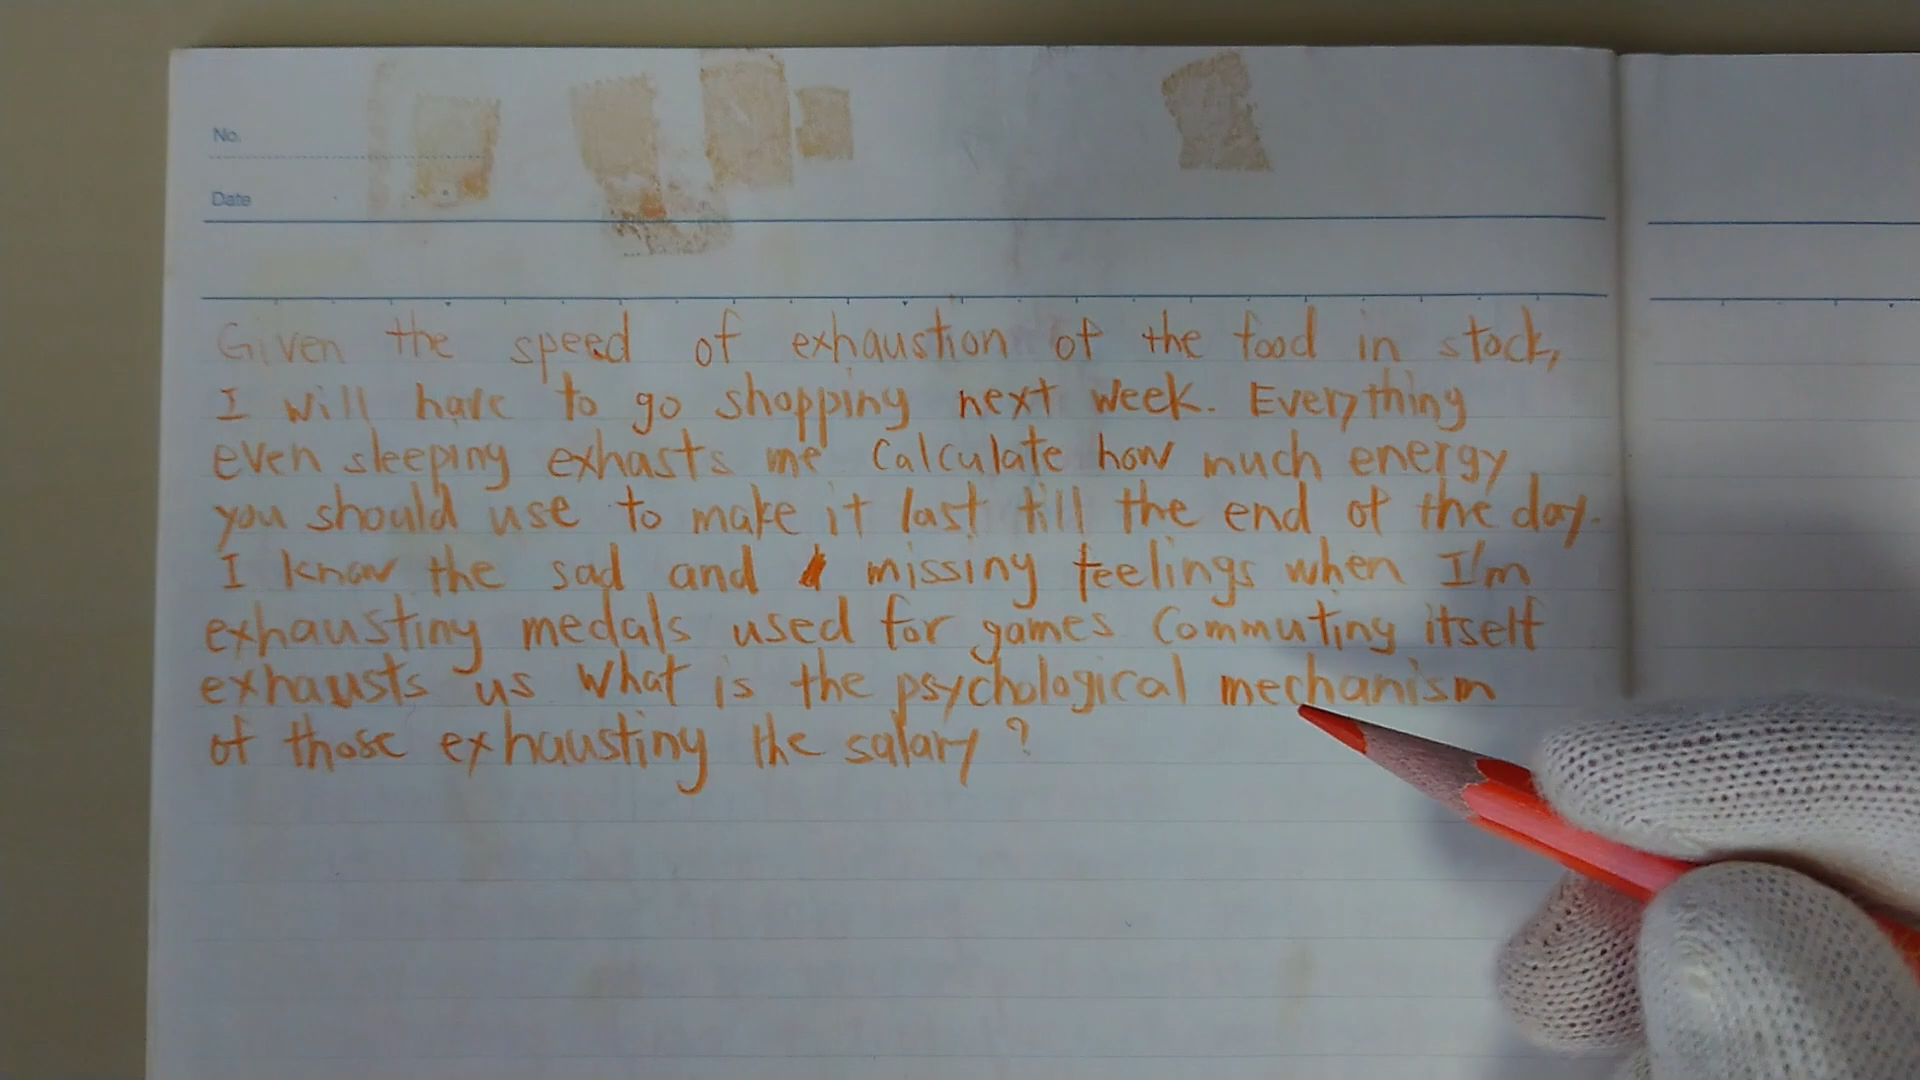 No.
Date
Given the speed of exhaustion of the food in stock,
I will have to go shopping next week. Everything
even sleeping exhasts me Calculate how much energy
you should use to make it last till the end of the day.
I know the sad and missing feelings when I'm
exhausting medals used for games Commuting itself
exhausts us What is the psychological mechanism
of those exhausting the salary?